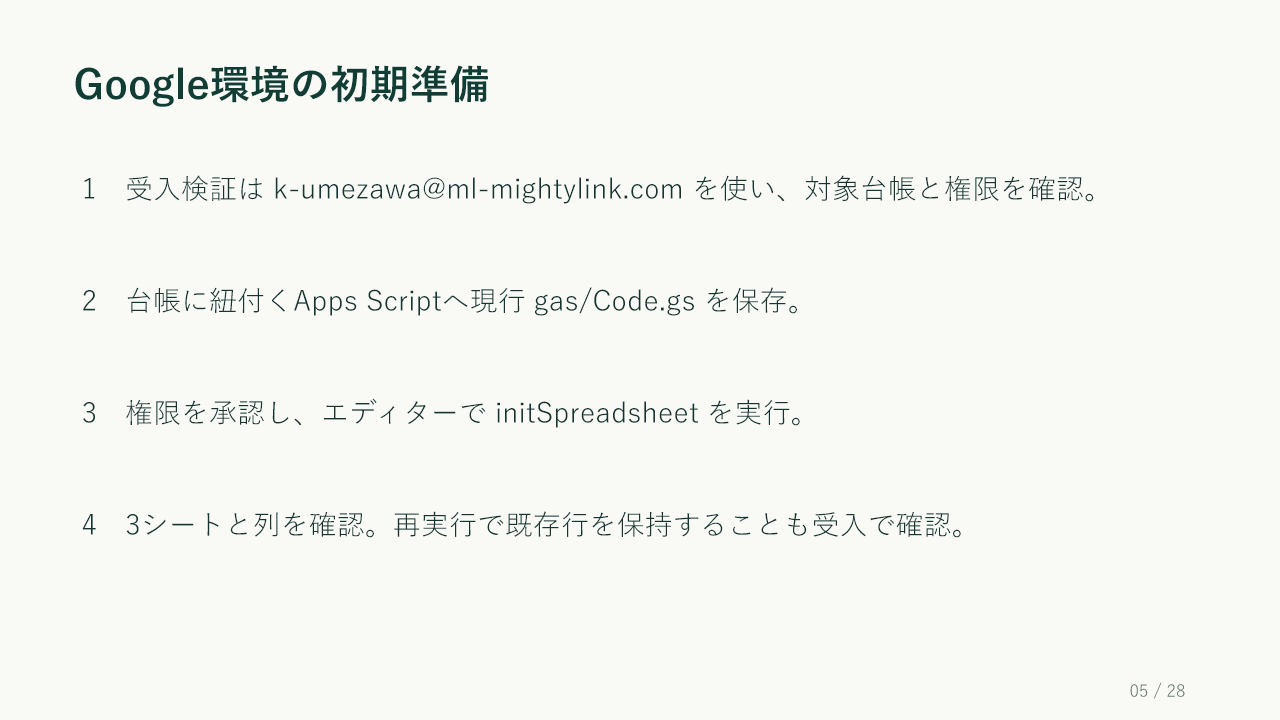 Google環境の初期準備
1 受入検証は k-umezawa@ml-mightylink.com を使い、対象台帳と権限を確認。
2 台帳に紐付くApps Scriptへ現行 gas/Code.gs を保存。
3 権限を承認し、エディターで initSpreadsheet を実行。
4 3シートと列を確認。再実行で既存行を保持することも受入で確認。
05 / 28